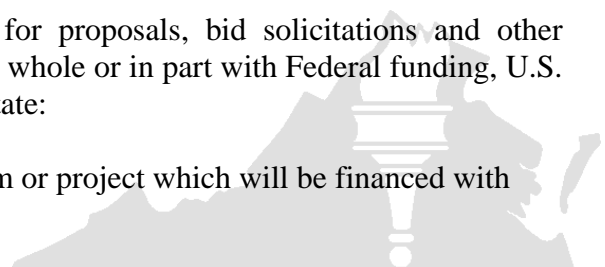 for proposals, bid solicitations and other
whole or in part with Federal funding, U.S.
tate:
m or project which will be financed with